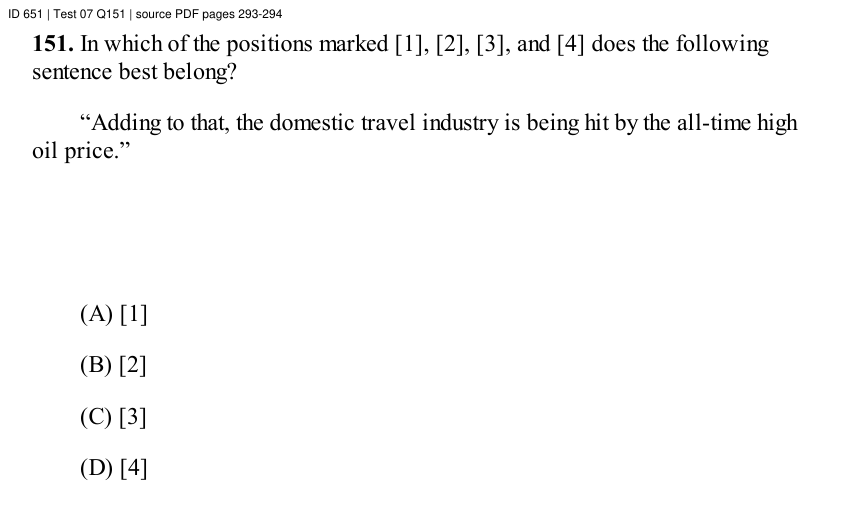 ID 651 | Test 07 Q151 | source PDF pages 293-294
151. In which of the positions marked [1], [2], [3], and [4] does the following
sentence best belong?
“Adding to that, the domestic travel industry is being hit by the all-time high
oil price.”
(A) [1]
(B) [2]
(C) [3]
(D) [4]